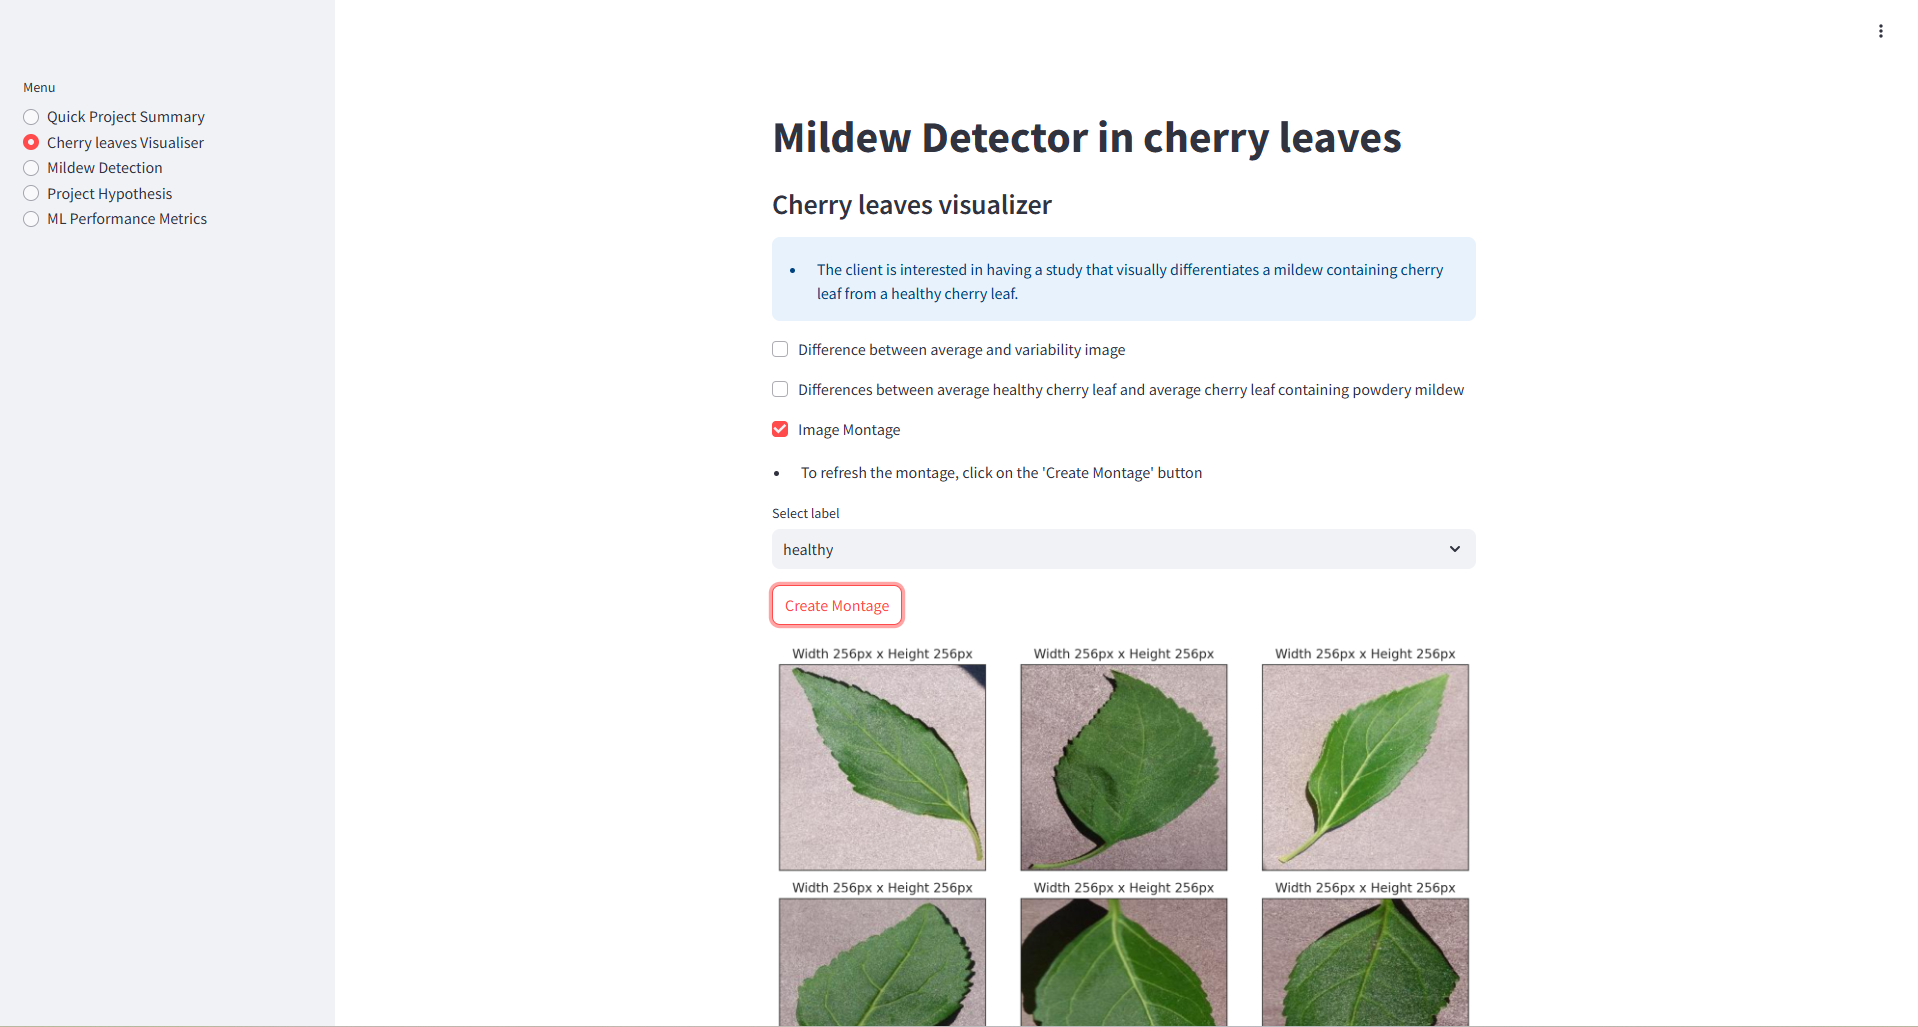 Menu
Quick Project Summary
Cherry leaves Visualiser
Mildew Detection
Project Hypothesis
ML Performance Metrics
Mildew Detector in cherry leaves
Cherry leaves visualizer
The client is interested in having a study that visually differentiates a mildew containing cherry
leaf from a healthy cherry leaf.
Difference between average and variability image
Differences between average healthy cherry leaf and average cherry leaf containing powdery mildew
Image Montage
To refresh the montage, click on the 'Create Montage' button
Select label
healthy
Create Montage
Width 256px x Height 256px
Width 256px x Height 256px
Width 256px x Height 256px
Width 256px x Height 256px
Width 256px x Height 256px
Width 256px x Height 256px